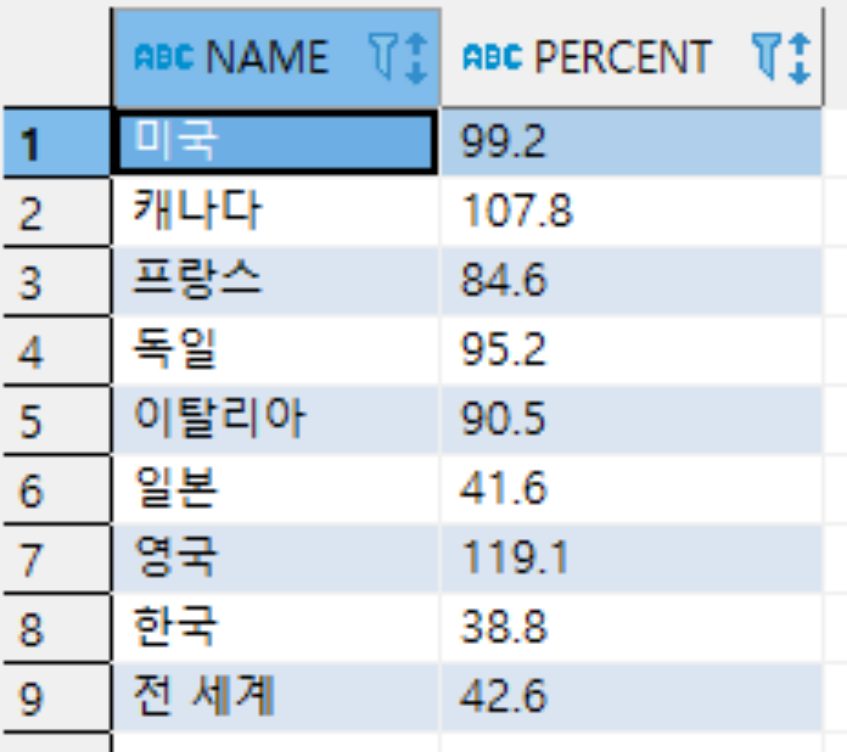 ABC NAME ABC PERCENT
1 미국 99.2
2 캐나다 107.8
3 프랑스 84.6
4 독일 95.2
5 이탈리아 90.5
6 일본 41.6
7 영국 119.1
8 한국 38.8
9 전 세계 42.6